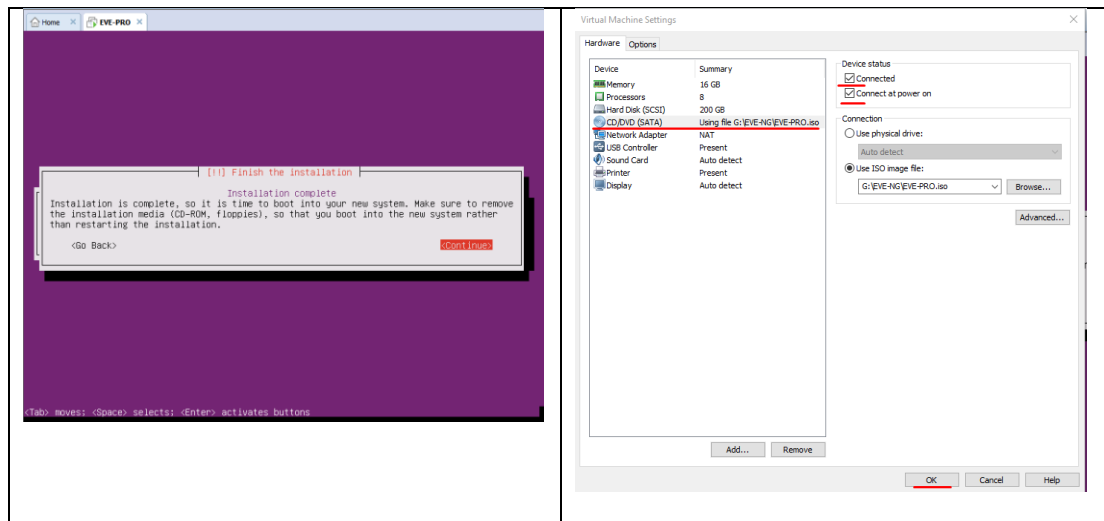 Home × EVE-PRO ×
[!!] Finish the installation
Installation complete
Installation is complete, so it is time to boot into your new system. Make sure to remove
the installation media (CD-ROM, floppies), so that you boot into the new system rather
than restarting the installation.
<Go Back> <Continue>
<Tab> moves; <Space> selects; <Enter> activates buttons
Virtual Machine Settings
Hardware Options
Device Summary
Memory 16 GB
Processors 8
Hard Disk (SCSI) 200 GB
CD/DVD (SATA) Using file G:\EVE-NG\EVE-PRO.iso
Network Adapter NAT
USB Controller Present
Sound Card Auto detect
Printer Present
Display Auto detect
Add... Remove
Device status
Connected
Connect at power on
Connection
Use physical drive:
Auto detect
Use ISO image file:
G:\EVE-NG\EVE-PRO.iso Browse...
Advanced...
OK Cancel Help